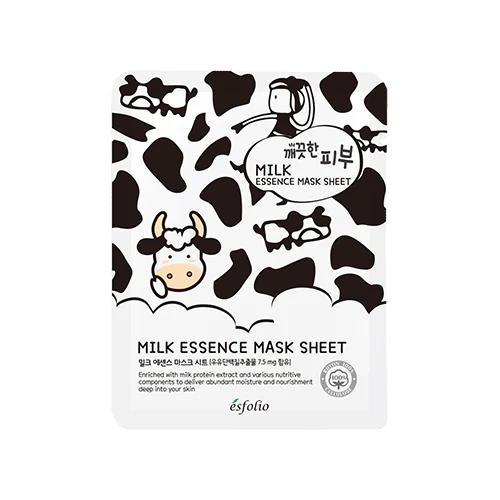 깨끗한 피부
MILK
ESSENCE MASK SHEET
MILK ESSENCE MASK SHEET
밀크 에센스 마스크 시트 [우유단백질추출물 7.5 mg 함유]
Enriched with milk protein extract and various nutritive
components to deliver abundant moisture and nourishment
deep into your skin
100%
ésfolio